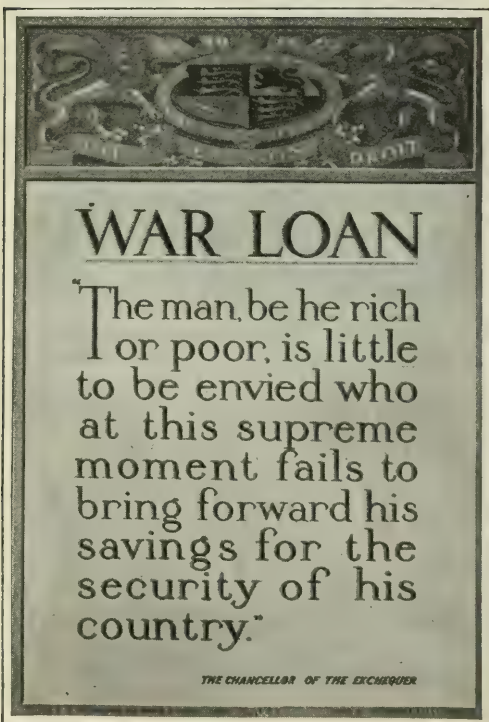 DROIT
WAR LOAN
"The man, be he rich
or poor, is little
to be envied who
at this supreme
moment fails to
bring forward his
savings for the
security of his
country."
THE CHANCELLOR OF THE EXCHEQUER